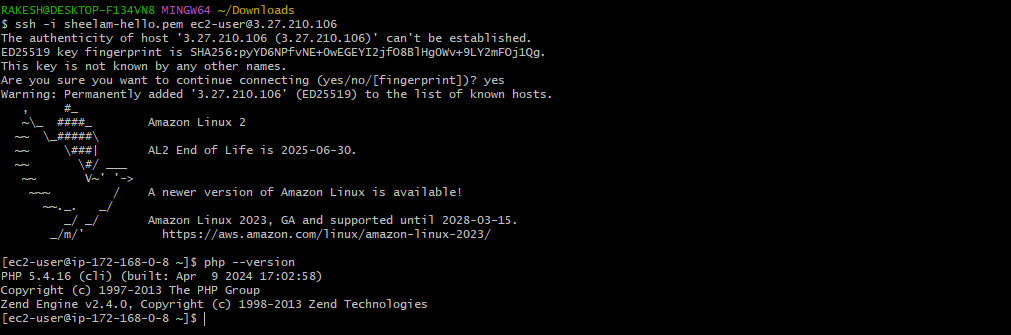 RAKESH@DESKTOP-F134VN8 MINGW64 ~/Downloads
$ ssh -i sheelam-hello.pem ec2-user@3.27.210.106
The authenticity of host '3.27.210.106 (3.27.210.106)' can't be established.
ED25519 key fingerprint is SHA256:pyYD6NPfvNE+OwEGEYI2jfO8BlHgOWv+9LY2mFOj1Qg.
This key is not known by any other names.
Are you sure you want to continue connecting (yes/no/[fingerprint])? yes
Warning: Permanently added '3.27.210.106' (ED25519) to the list of known hosts.
   ,     #_
   ~\_  ####_        Amazon Linux 2
  ~~  \_#####\
  ~~     \###|       AL2 End of Life is 2025-06-30.
  ~~       \#/ ___
   ~~       V~' '->
    ~~~         /    A newer version of Amazon Linux is available!
      ~~._.   _/
         _/ _/       Amazon Linux 2023, GA and supported until 2028-03-15.
       _/m/'           https://aws.amazon.com/linux/amazon-linux-2023/
[ec2-user@ip-172-168-0-8 ~]$ php --version
PHP 5.4.16 (cli) (built: Apr  9 2024 17:02:58)
Copyright (c) 1997-2013 The PHP Group
Zend Engine v2.4.0, Copyright (c) 1998-2013 Zend Technologies
[ec2-user@ip-172-168-0-8 ~]$